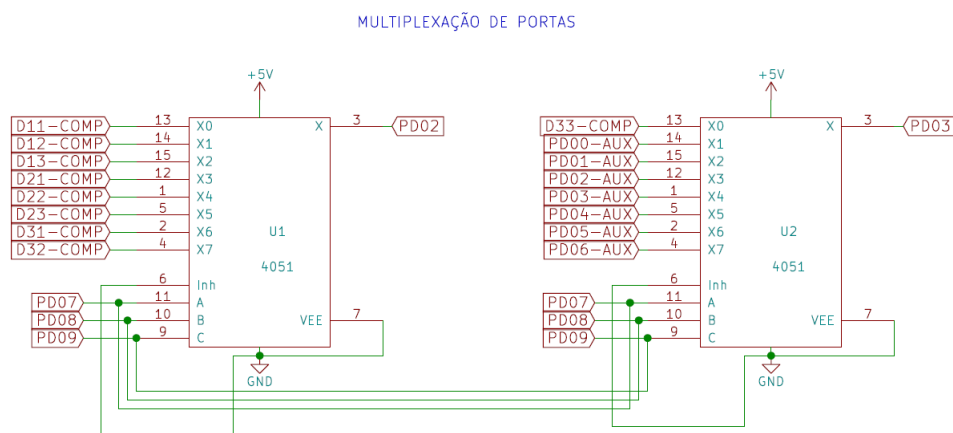 MULTIPLEXAÇÃO DE PORTAS
+5V
D11-COMP 13 X0 X 3 PD02
D12-COMP 14 X1
D13-COMP 15 X2
D21-COMP 12 X3
D22-COMP 1 X4
D23-COMP 5 X5
D31-COMP 2 X6 U1
D32-COMP 4 X7
4051
6 Inh
PD07 11 A
PD08 10 B VEE 7
PD09 9 C
GND
+5V
D33-COMP 13 X0 X 3 PD03
PD00-AUX 14 X1
PD01-AUX 15 X2
PD02-AUX 12 X3
PD03-AUX 1 X4
PD04-AUX 5 X5
PD05-AUX 2 X6 U2
PD06-AUX 4 X7
4051
6 Inh
PD07 11 A
PD08 10 B VEE 7
PD09 9 C
GND